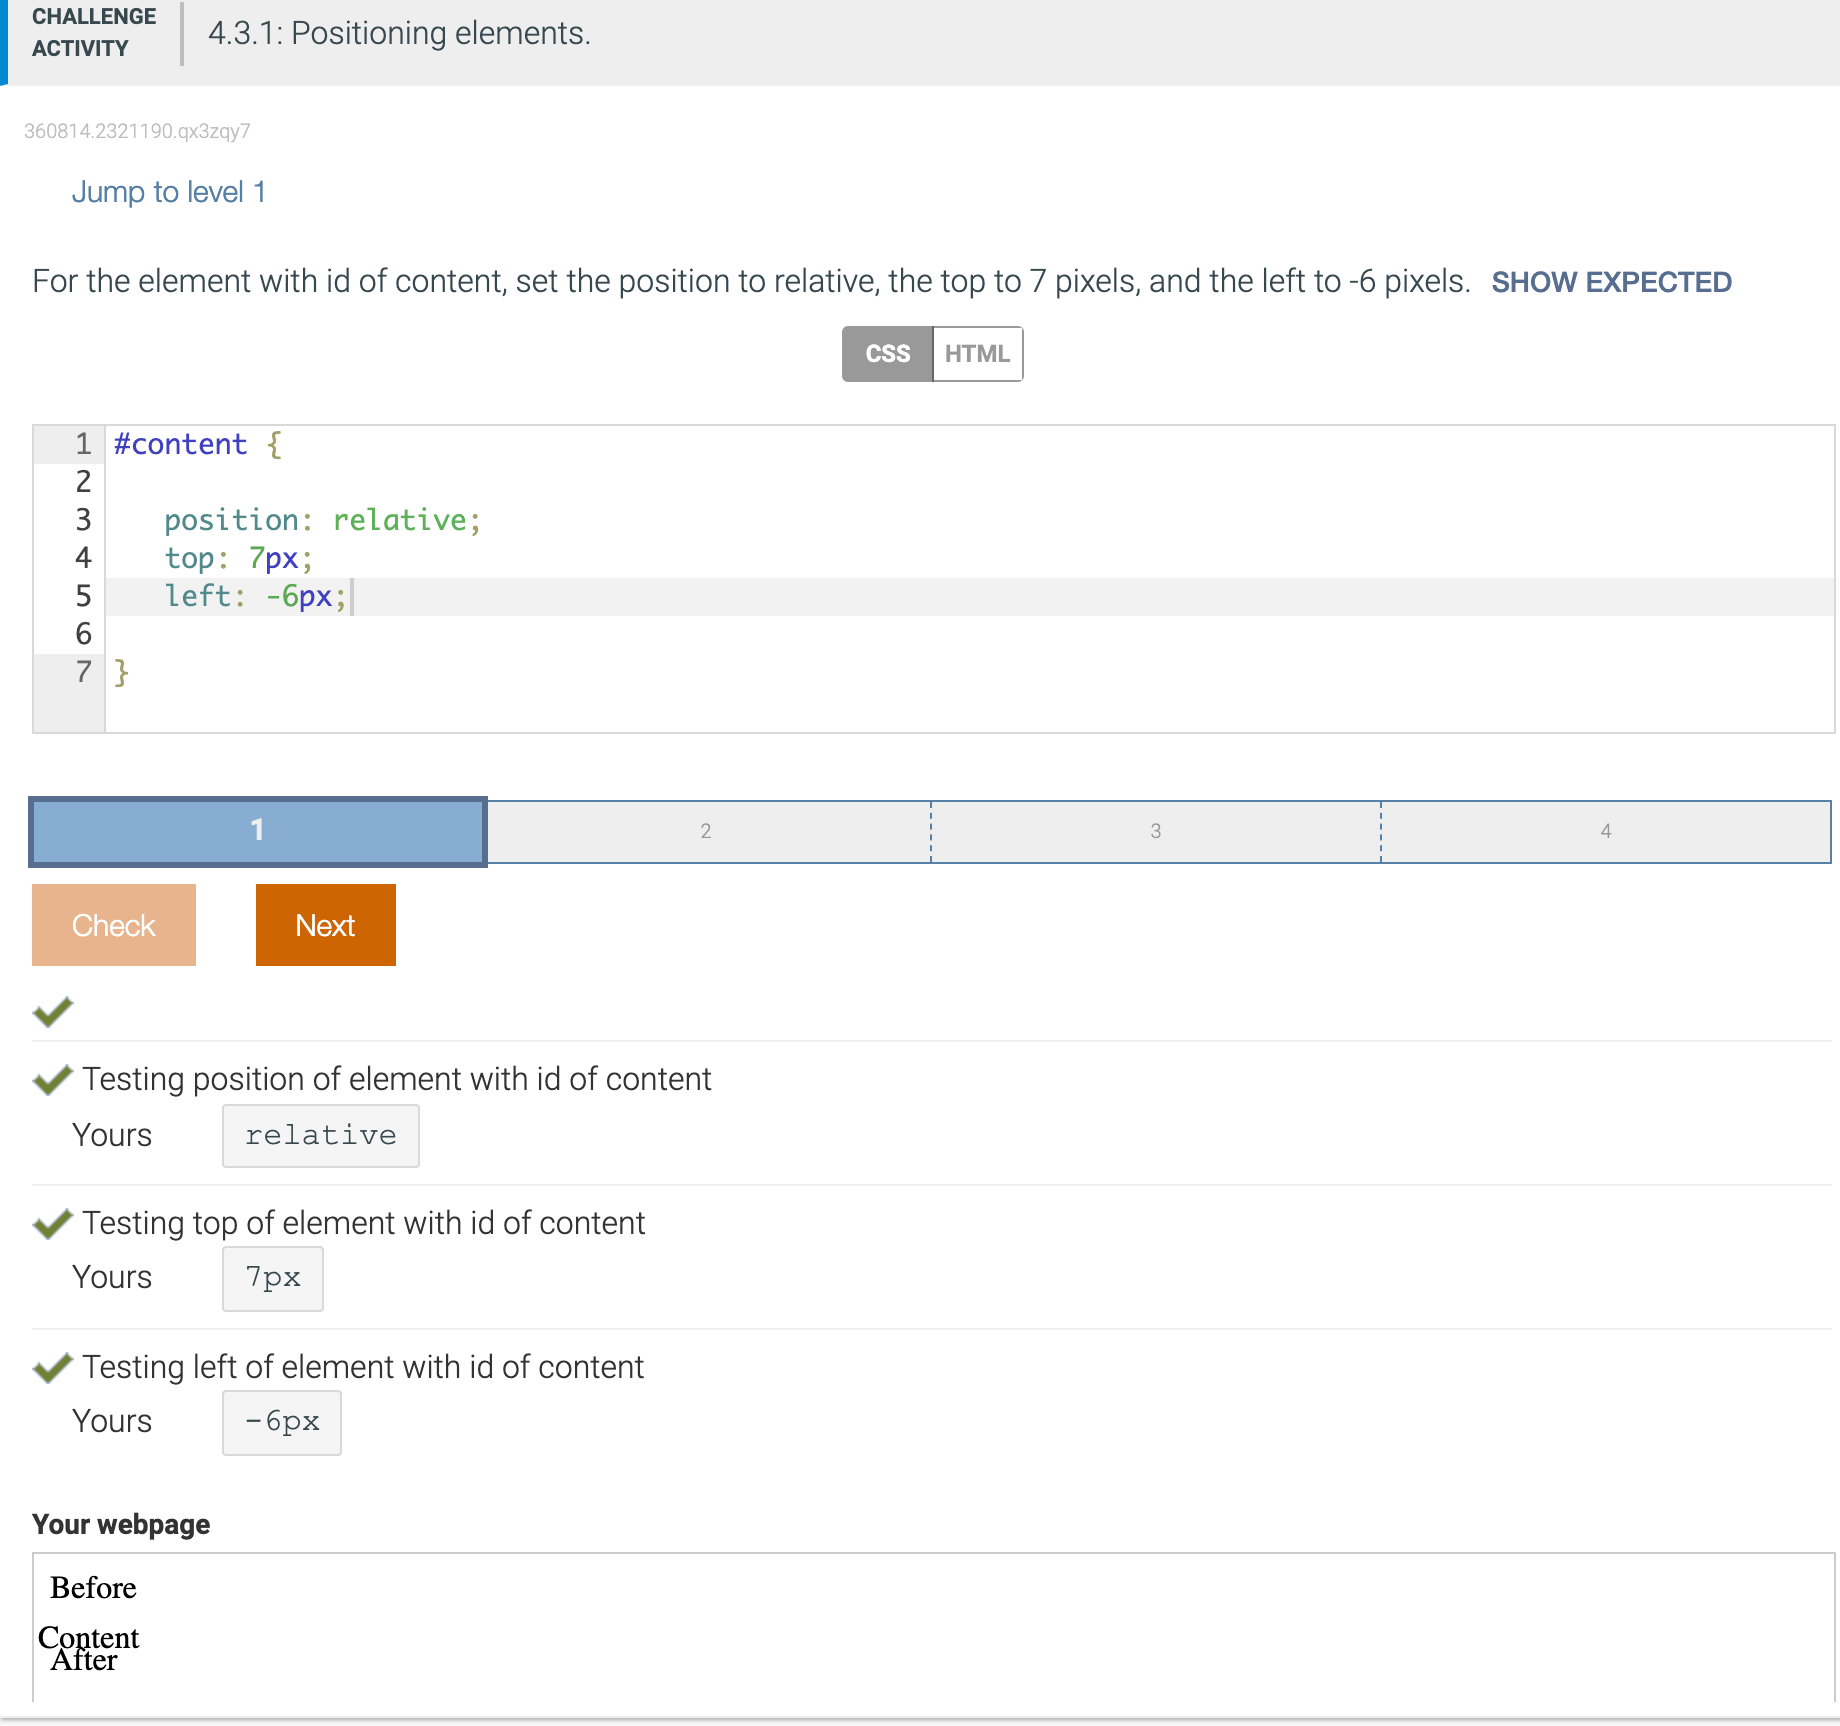 CHALLENGE
ACTIVITY
4.3.1: Positioning elements.
360814.2321190.qx3zqy7
Jump to level 1
For the element with id of content, set the position to relative, the top to 7 pixels, and the left to -6 pixels. SHOW EXPECTED
CSS HTML
1 #content {
2
3 position: relative;
4 top: 7px;
5 left: -6px;
6
7 }
1 2 3 4
Check Next
Testing position of element with id of content
Yours relative
Testing top of element with id of content
Yours 7px
Testing left of element with id of content
Yours -6px
Your webpage
Before
Content
After